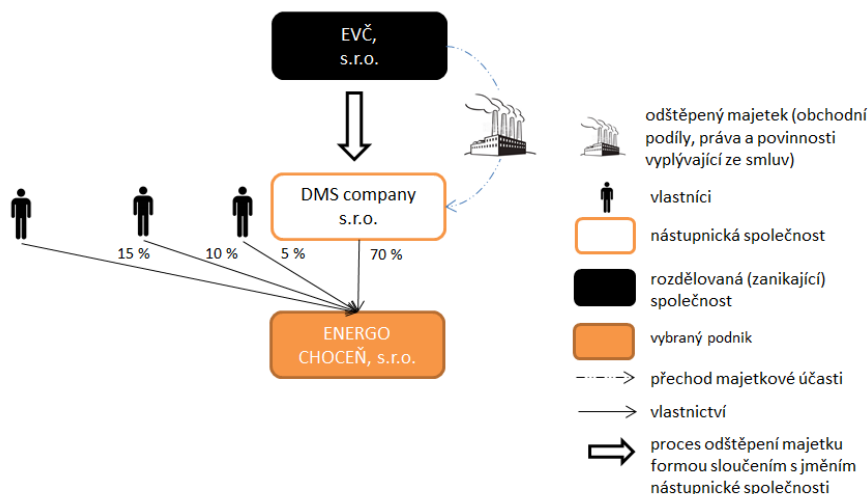 EVČ,
s.r.o.
DMS company
s.r.o.
15 %
10 %
5 %
70 %
ENERGO
CHOCEŇ, s.r.o.
odštěpený majetek (obchodní
podíly, práva a povinnosti
vyplývající ze smluv)
vlastníci
nástupnická společnost
rozdělovaná (zanikající)
společnost
vybraný podnik
přechod majetkové účasti
vlastnictví
proces odštěpení majetku
formou sloučením s jměním
nástupnické společnosti